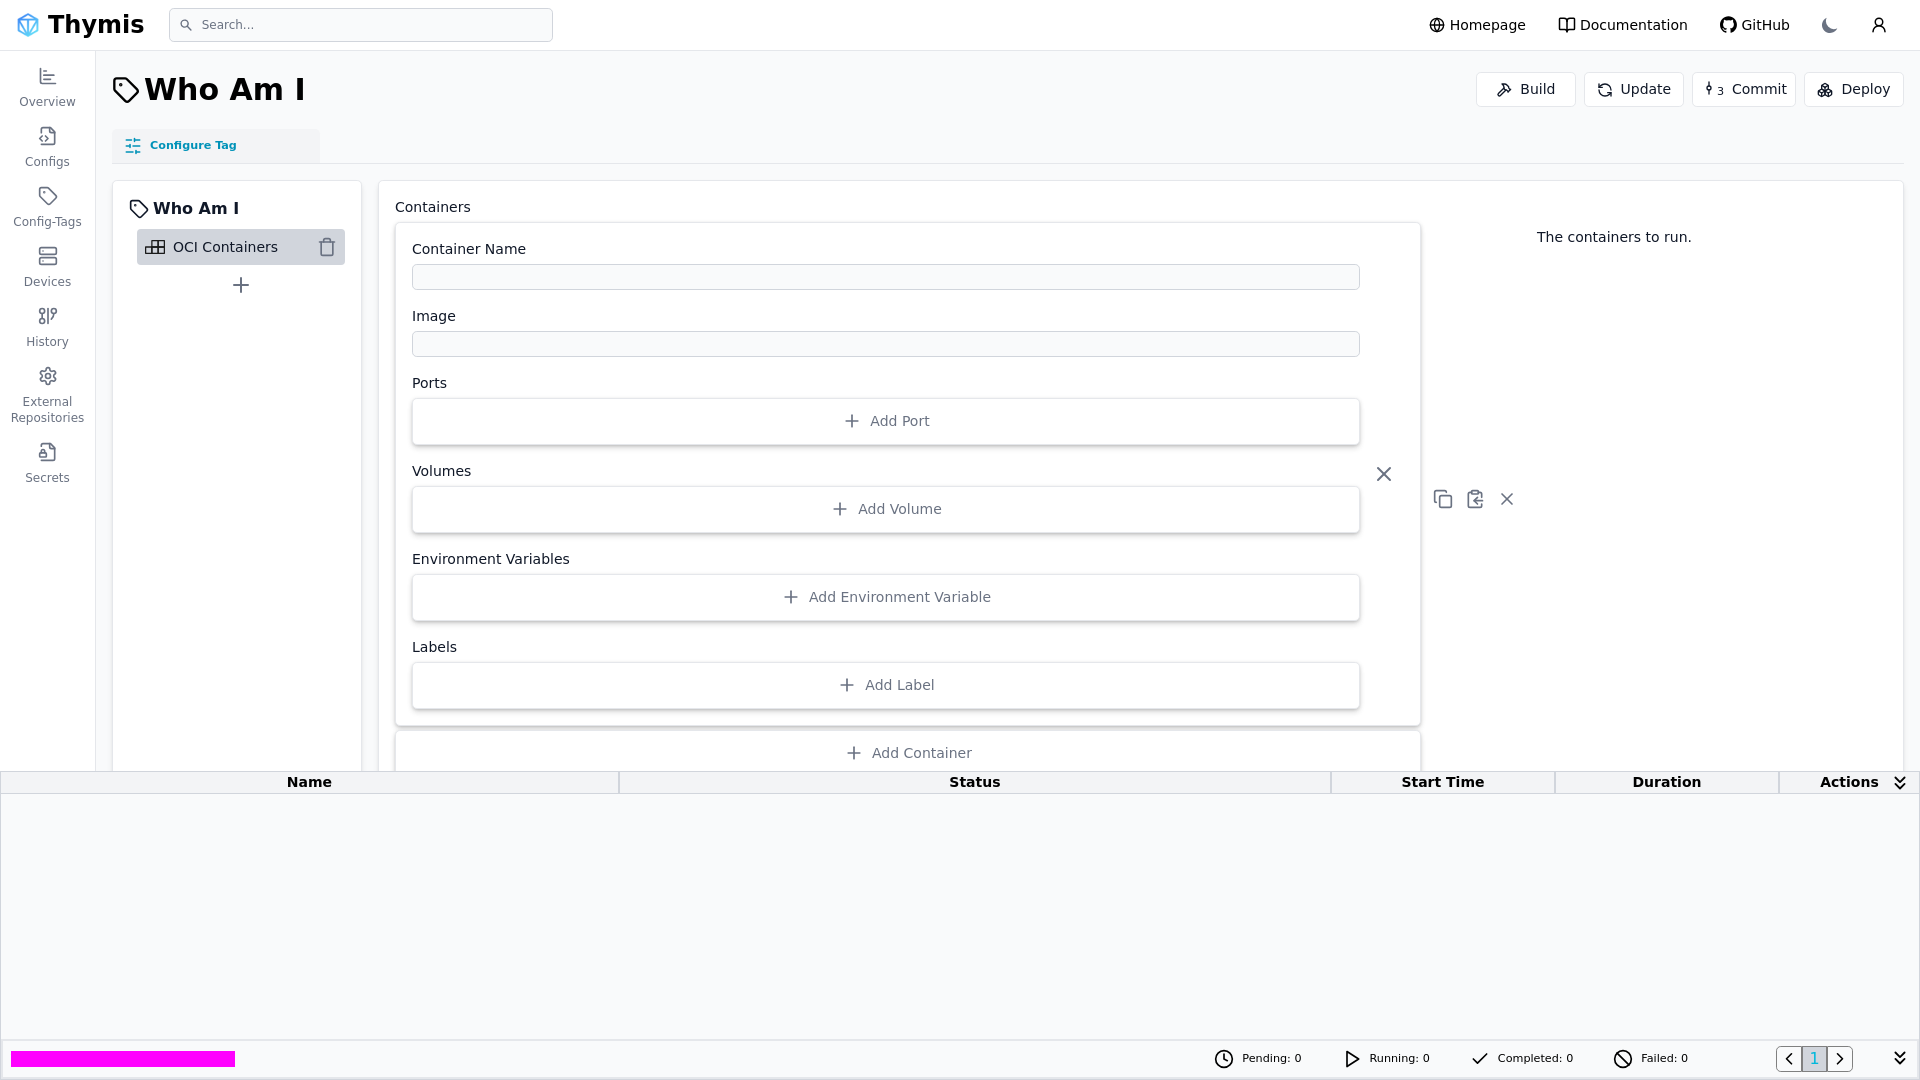 Thymis
Search...
Homepage
Documentation
GitHub
Overview
Configs
Config-Tags
Devices
History
External
Repositories
Secrets
Who Am I
Build
Update
3 Commit
Deploy
Configure Tag
Who Am I
OCI Containers
Containers
Container Name
Image
Ports
Add Port
Volumes
Add Volume
Environment Variables
Add Environment Variable
Labels
Add Label
Add Container
The containers to run.
Name Status Start Time Duration Actions
Pending: 0 Running: 0 Completed: 0 Failed: 0 1